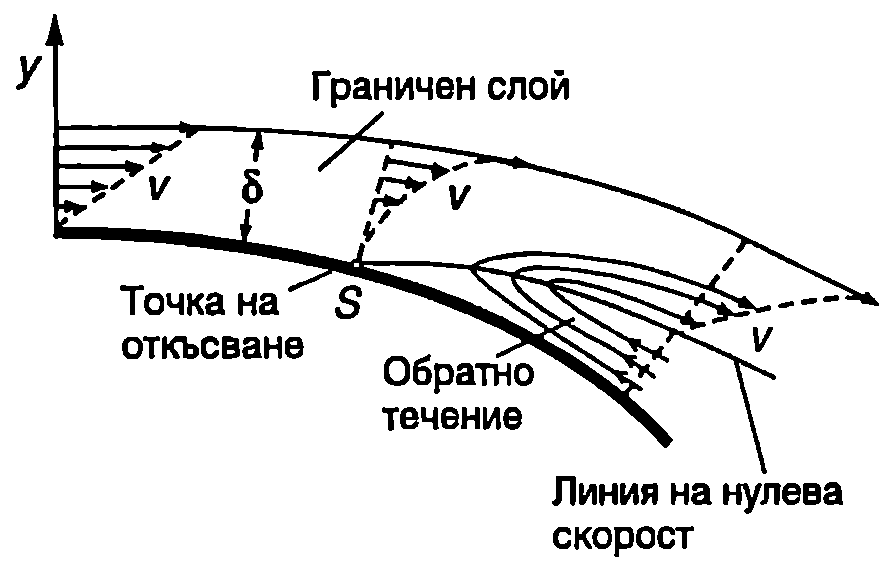 y
Граничен слой
v
δ
v
Точка на
откъсване
S
v
Обратно
течение
Линия на нулева
скорост